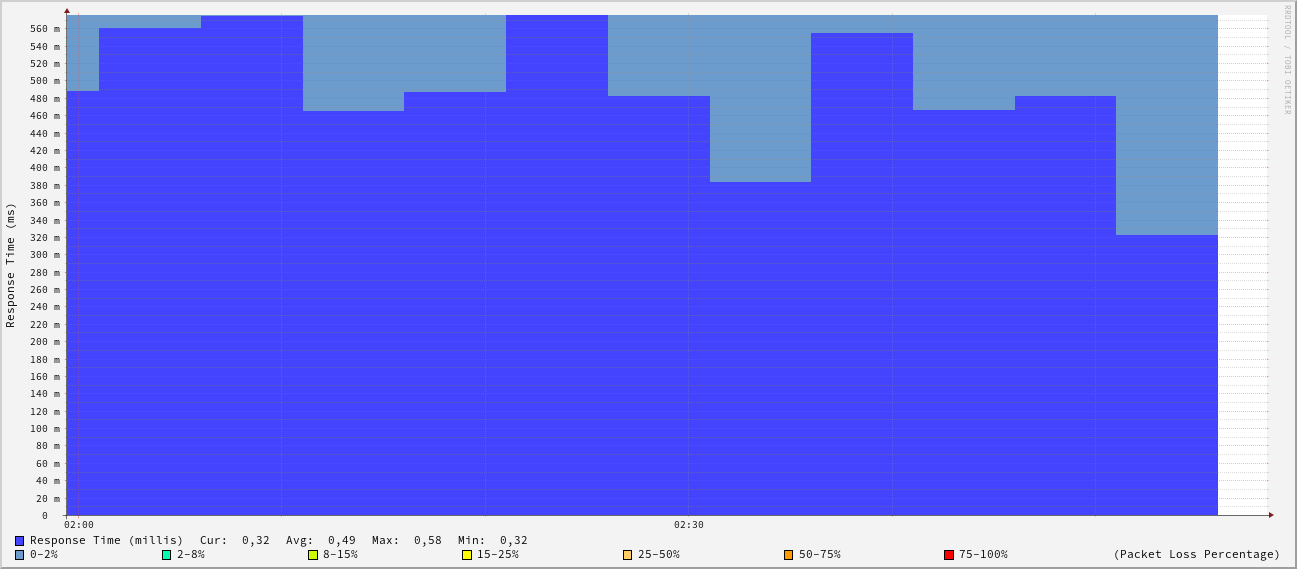 RRDTOOL / TOBI OETIKER
Response Time (ms)
560 m
540 m
520 m
500 m
480 m
460 m
440 m
420 m
400 m
380 m
360 m
340 m
320 m
300 m
280 m
260 m
240 m
220 m
200 m
180 m
160 m
140 m
120 m
100 m
80 m
60 m
40 m
20 m
0
02:00 02:30
Response Time (millis) Cur: 0,32 Avg: 0,49 Max: 0,58 Min: 0,32
0-2% 2-8% 8-15% 15-25% 25-50% 50-75% 75-100% (Packet Loss Percentage)